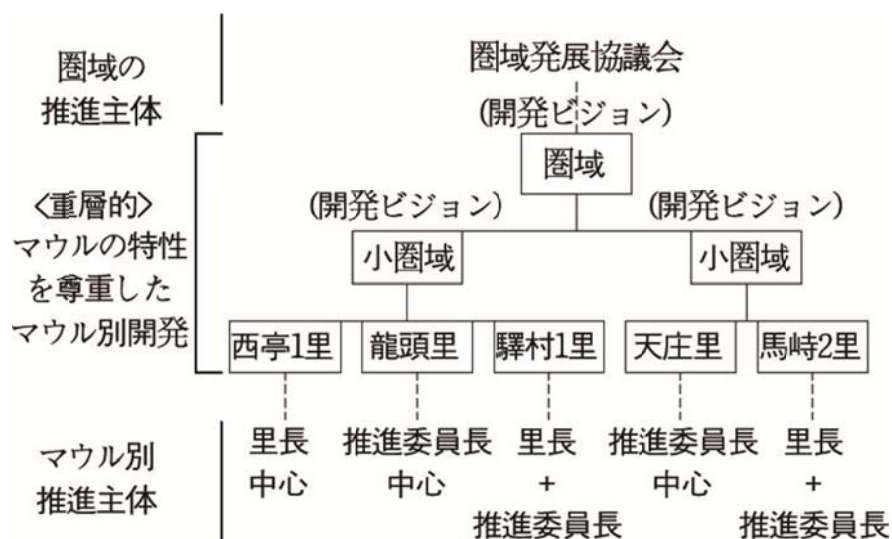 圏域の
推進主体
圏域発展協議会
(開発ビジョン)
圏域
<重層的>
マウルの特性
を尊重した
マウル別開発
(開発ビジョン) (開発ビジョン)
小圏域 小圏域
西亭1里 龍頭里 驛村1里 天庄里 馬峙2里
マウル別
推進主体
里長 推進委員長 里長 推進委員長 里長
中心 中心 + 中心 +
推進委員長 推進委員長